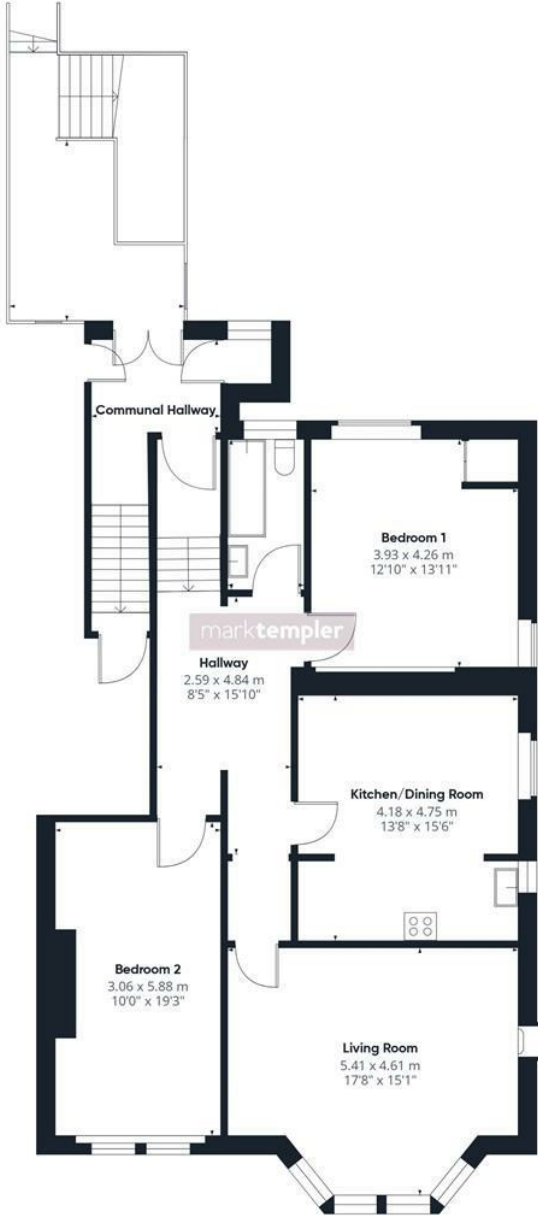 Communal Hallway
Bedroom 1
3.93 x 4.26 m
12'10" x 13'11"
marktempler
Hallway
2.59 x 4.84 m
8'5" x 15'10"
Kitchen/Dining Room
4.18 x 4.75 m
13'8" x 15'6"
Bedroom 2
3.06 x 5.88 m
10'0" x 19'3"
Living Room
5.41 x 4.61 m
17'8" x 15'1"